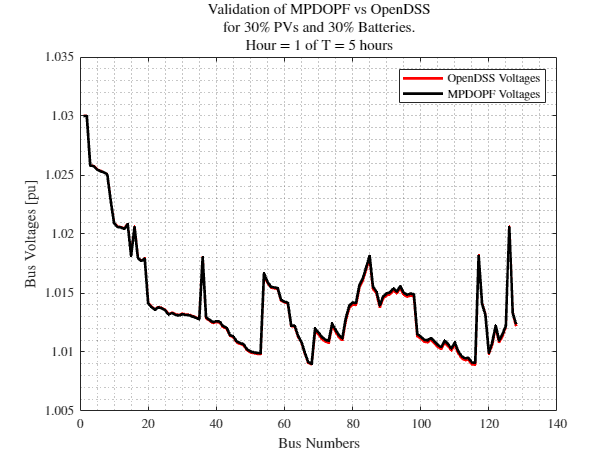 Validation of MPDOPF vs OpenDSS
for 30% PVs and 30% Batteries.
Hour = 1 of T = 5 hours
OpenDSS Voltages
MPDOPF Voltages
Bus Voltages [pu]
1.035
1.03
1.025
1.02
1.015
1.01
1.005
0 20 40 60 80 100 120 140
Bus Numbers